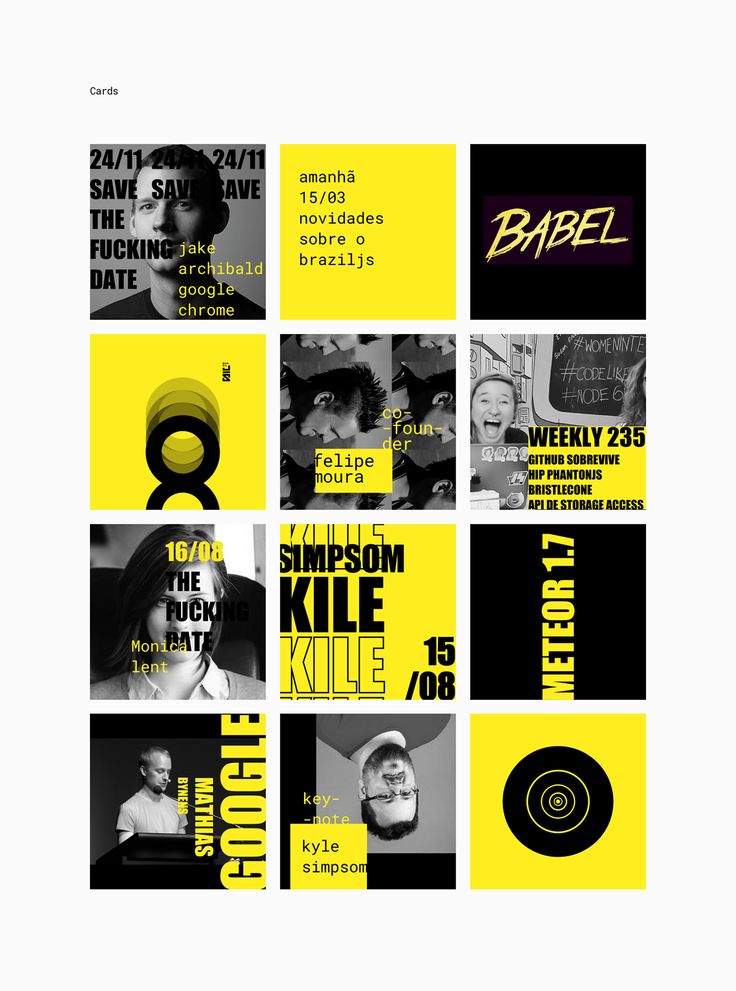 Cards
24/11 24/11 24/11
SAVE SAVE SAVE
THE
FUCKING
DATE
jake
archibald
google
chrome
amanhã
15/03
novidades
sobre o
braziljs
BABEL
co-
-foun-
der
felipe
moura
#WOMENINTE
#CODELIKE
#NODE6
WEEKLY 235
GITHUB SOBREVIVE
HIP PHANTONJS
BRISTLECONE
API DE STORAGE ACCESS
16/08
THE
FUCKING
DATE
Monica
lent
KILE
SIMPSOM
KILE
KILE
KILE
15
/08
METEOR 1.7
GOOGLE
MATHIAS
BYNENS
key-
-note
kyle
simpsom